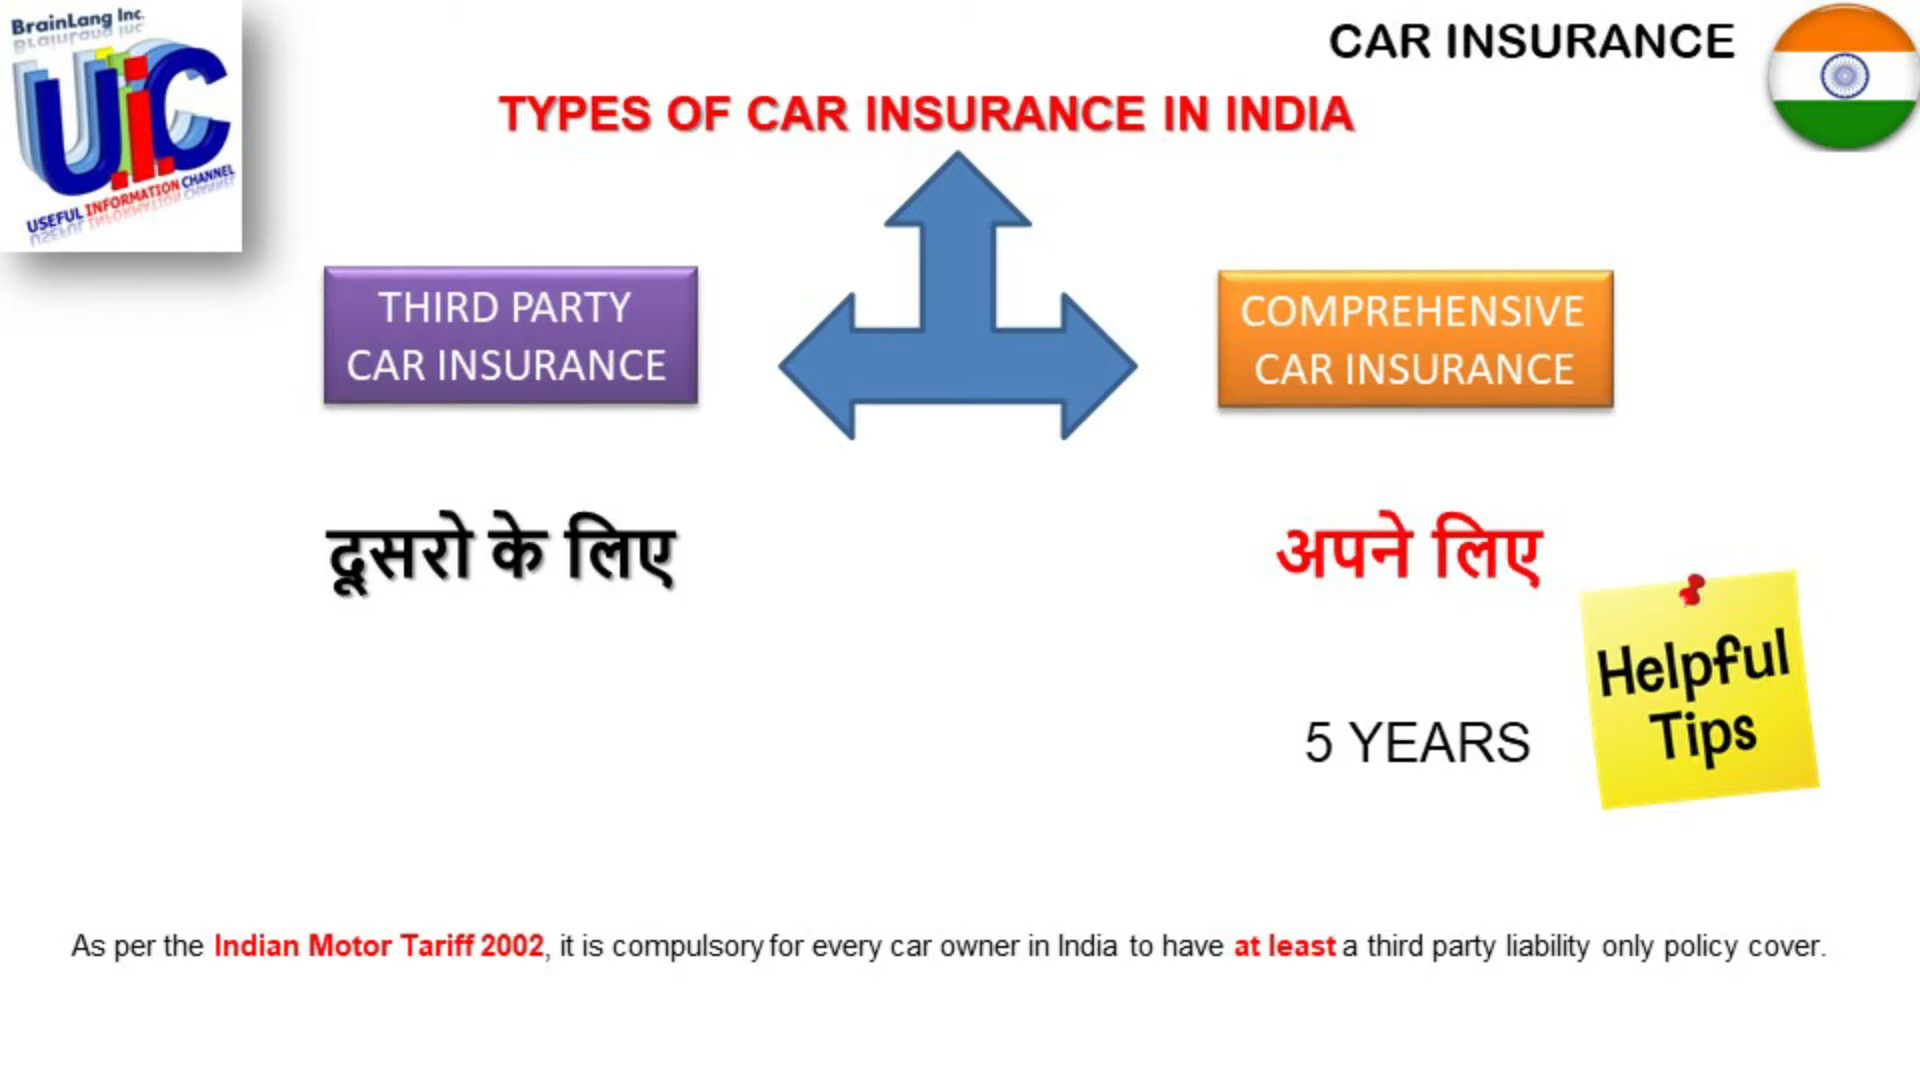 BrainLang Inc.
U.i.C
USEFUL INFORMATION CHANNEL
CAR INSURANCE
TYPES OF CAR INSURANCE IN INDIA
THIRD PARTY
CAR INSURANCE
COMPREHENSIVE
CAR INSURANCE
दूसरो के लिए
अपने लिए
Helpful
Tips
5 YEARS
As per the Indian Motor Tariff 2002, it is compulsory for every car owner in India to have at least a third party liability only policy cover.